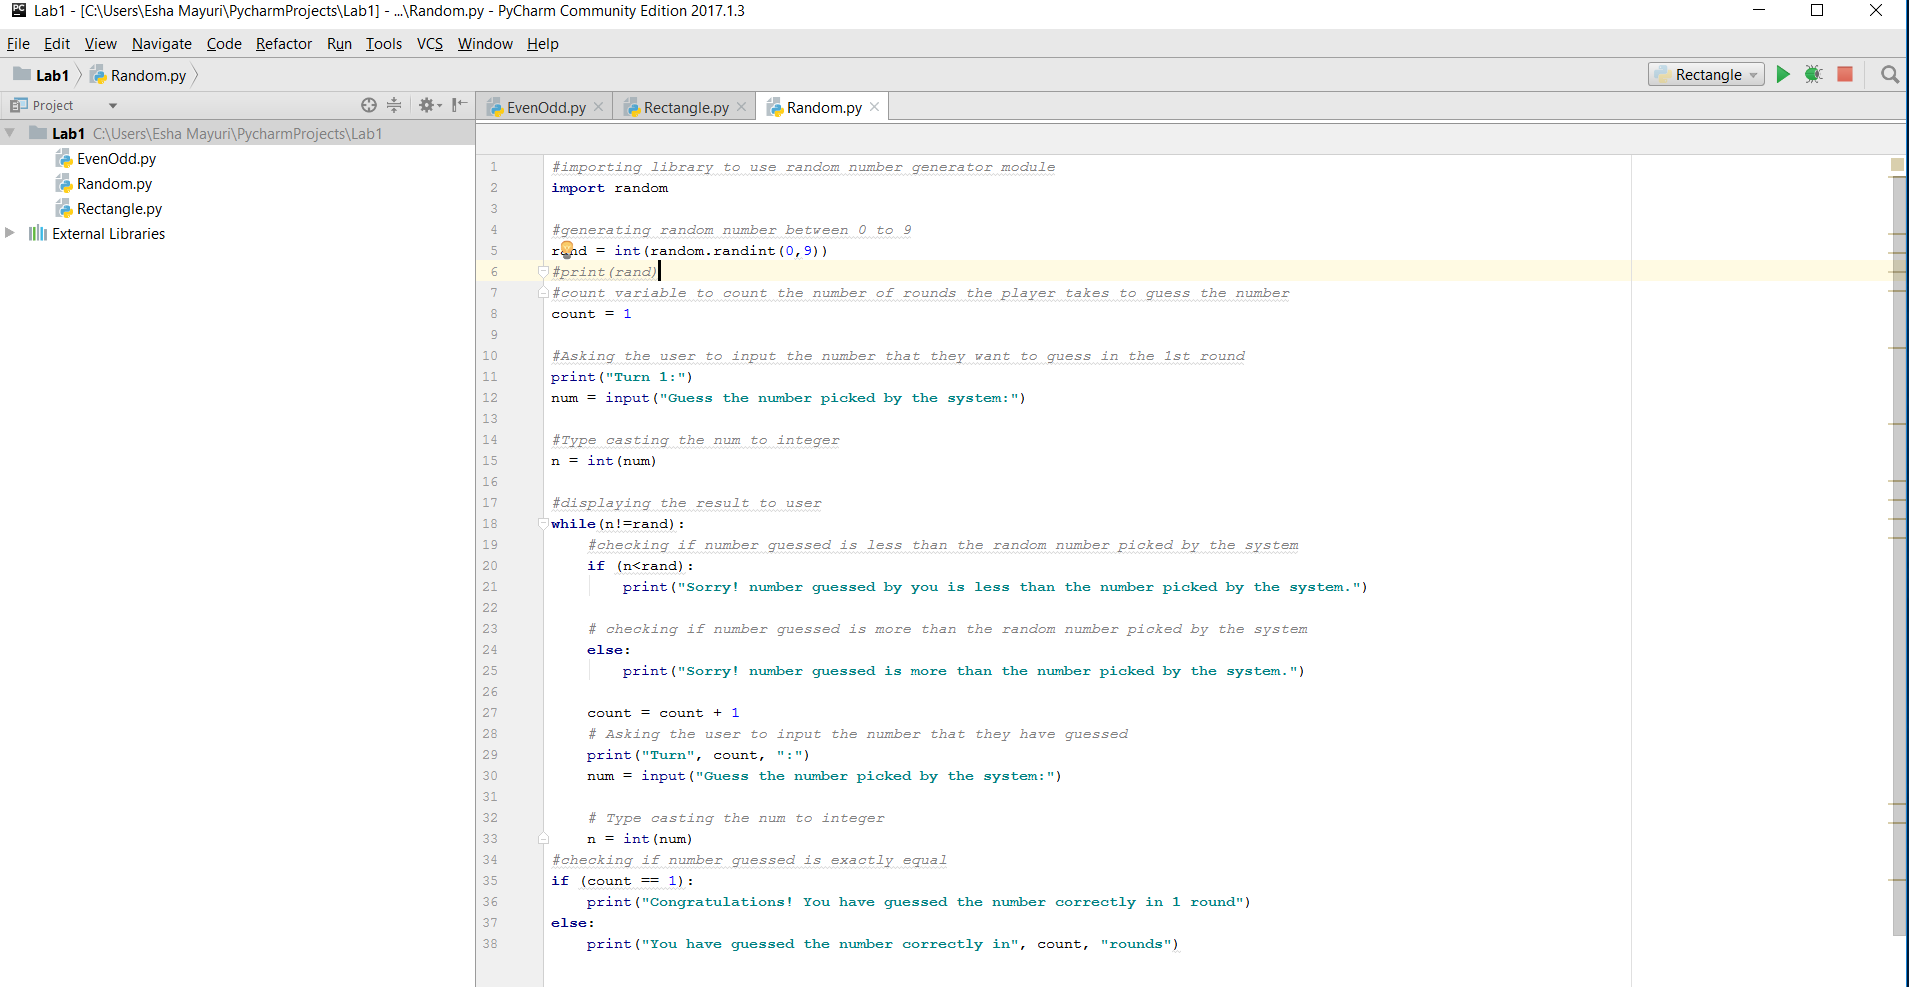 Lab1 - [C:\Users\Esha Mayuri\PycharmProjects\Lab1] - ...\Random.py - PyCharm Community Edition 2017.1.3
File Edit View Navigate Code Refactor Run Tools VCS Window Help
Lab1 Random.py Rectangle
Project EvenOdd.py Rectangle.py Random.py
Lab1 C:\Users\Esha Mayuri\PycharmProjects\Lab1
EvenOdd.py
Random.py
Rectangle.py
External Libraries
1 #importing library to use random number generator module
2 import random
3
4 #generating random number between 0 to 9
5 rand = int(random.randint(0,9))
6 #print(rand)
7 #count variable to count the number of rounds the player takes to guess the number
8 count = 1
9
10 #Asking the user to input the number that they want to guess in the 1st round
11 print("Turn 1:")
12 num = input("Guess the number picked by the system:")
13
14 #Type casting the num to integer
15 n = int(num)
16
17 #displaying the result to user
18 while(n!=rand):
19 #checking if number guessed is less than the random number picked by the system
20 if (n<rand):
21 print("Sorry! number guessed by you is less than the number picked by the system.")
22
23 # checking if number guessed is more than the random number picked by the system
24 else:
25 print("Sorry! number guessed is more than the number picked by the system.")
26
27 count = count + 1
28 # Asking the user to input the number that they have guessed
29 print("Turn", count, ":")
30 num = input("Guess the number picked by the system:")
31
32 # Type casting the num to integer
33 n = int(num)
34 #checking if number guessed is exactly equal
35 if (count == 1):
36 print("Congratulations! You have guessed the number correctly in 1 round")
37 else:
38 print("You have guessed the number correctly in", count, "rounds")